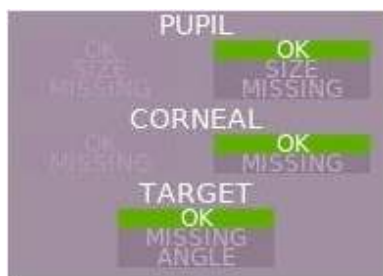 PUPIL
OK OK
SIZE SIZE
MISSING MISSING
CORNEAL
OK OK
MISSING MISSING
TARGET
OK
MISSING
ANGLE